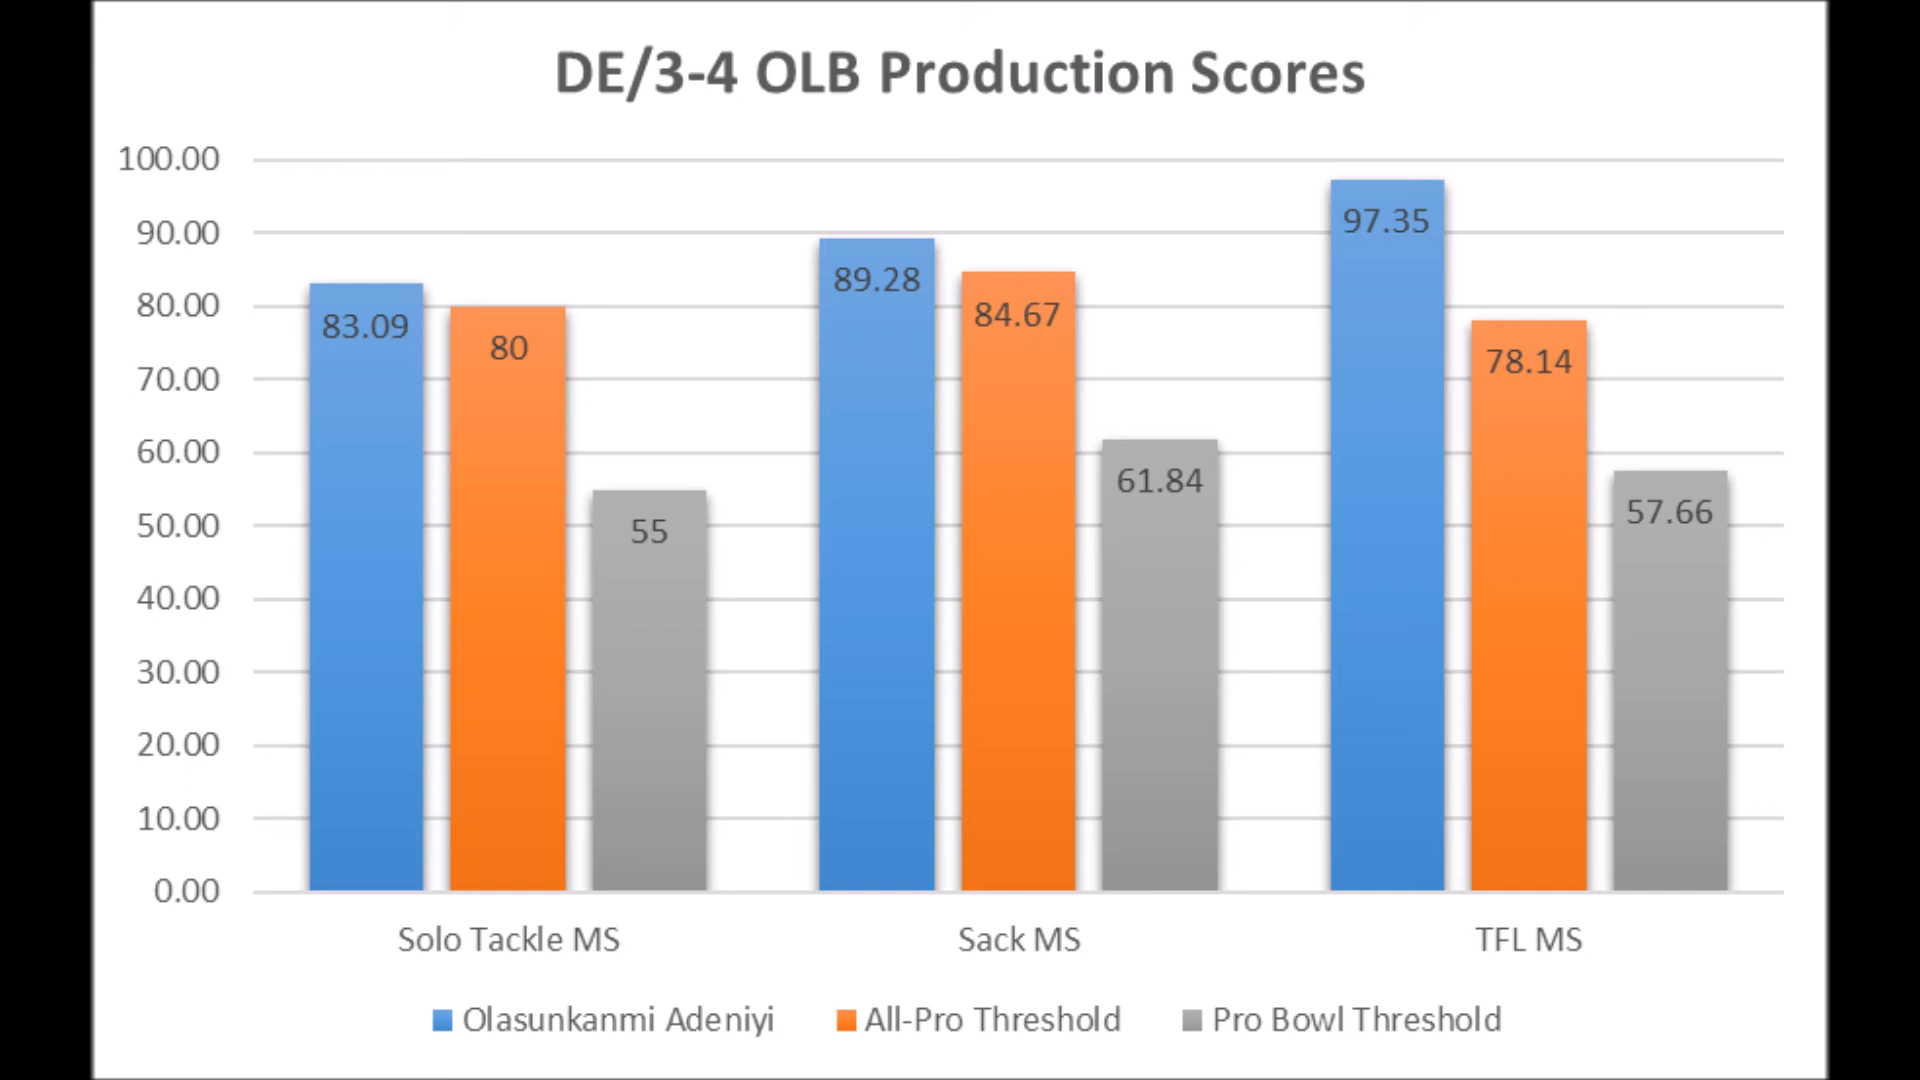 DE/3-4 OLB Production Scores
100.00
90.00
80.00
70.00
60.00
50.00
40.00
30.00
20.00
10.00
0.00
83.09
80
55
89.28
84.67
61.84
97.35
78.14
57.66
Solo Tackle MS
Sack MS
TFL MS
Olasunkanmi Adeniyi
All-Pro Threshold
Pro Bowl Threshold